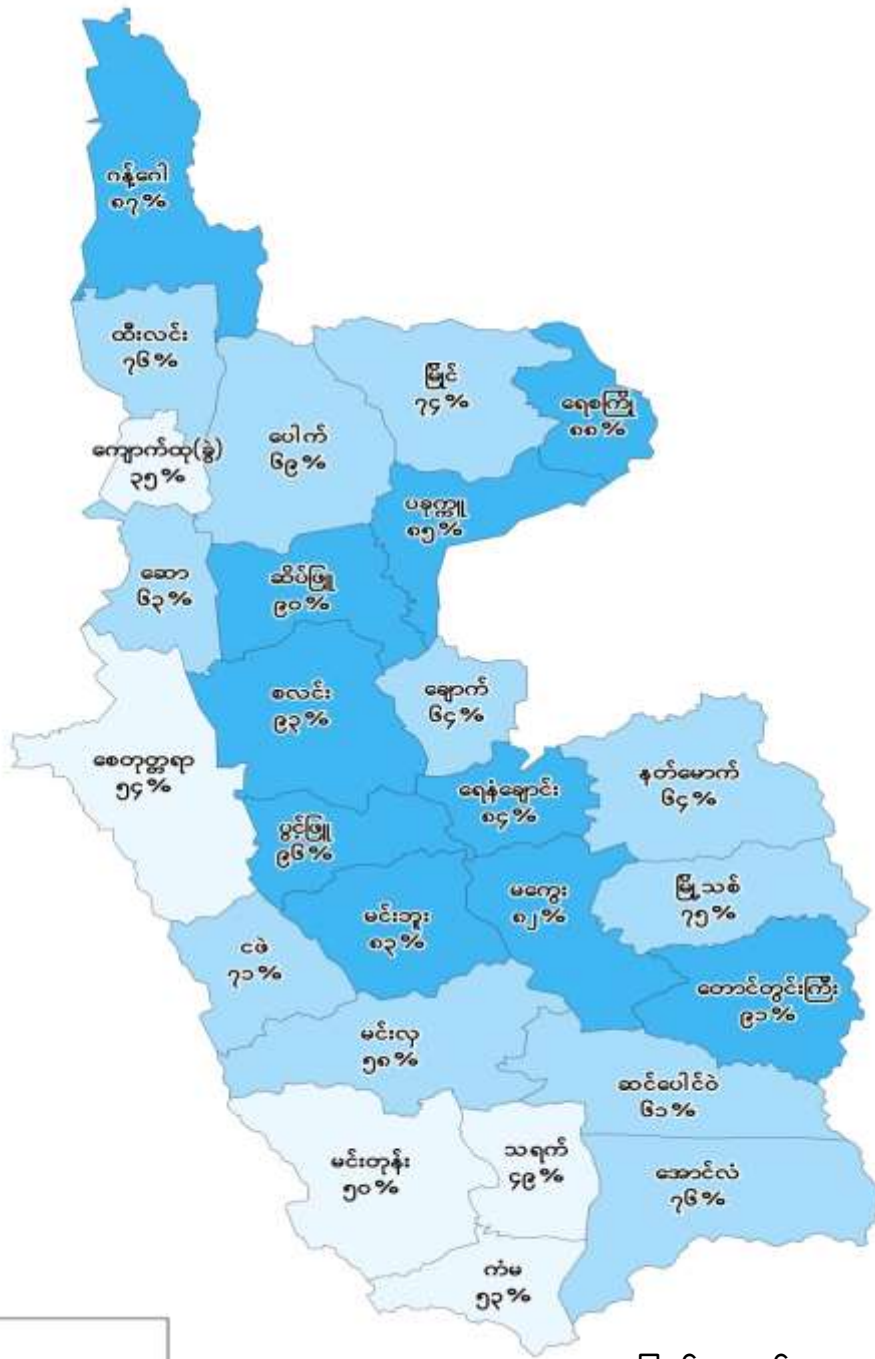 ဂန့်ဂေါ
၈၇%
ထီးလင်း
၇၆%
မြိုင်
၇၄%
ရေစကြို
၈၈%
ကျောက်ထု(ခွဲ)
၃၅%
ပေါက်
၆၉%
ပခုက္ကူ
၈၅%
ဆော
၆၃%
ဆိပ်ဖြူ
၉၀%
စလင်း
၉၃%
ချောက်
၆၄%
စေတုတ္တရာ
၅၄%
ရေနံချောင်း
၈၄%
နတ်မောက်
၆၄%
ပွင့်ဖြူ
၉၆%
မကွေး
၈၂%
မြို့သစ်
၇၅%
မင်းဘူး
၈၃%
ငဖဲ
၇၁%
တောင်တွင်းကြီး
၉၁%
မင်းလှ
၅၈%
ဆင်ပေါင်ဝဲ
၆၁%
မင်းတုန်း
၅၀%
သရက်
၄၉%
အောင်လံ
၇၆%
ကံမ
၅၃%